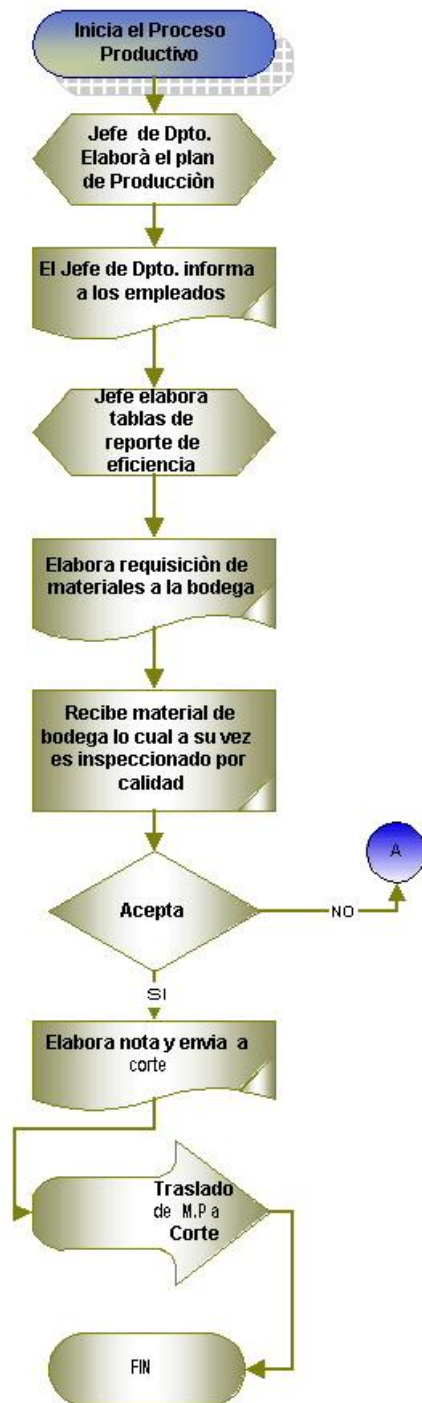 Inicia el Proceso
Productivo
Jefe de Dpto.
Elaborà el plan
de Producciòn
El Jefe de Dpto. informa
a los empleados
Jefe elabora
tablas de
reporte de
eficiencia
Elabora requisiciòn de
materiales a la bodega
Recibe material de
bodega lo cual a su vez
es inspeccionado por
calidad
A
Acepta
NO
SI
Elabora nota y envia a
corte
Traslado
de M.P a
Corte
FIN